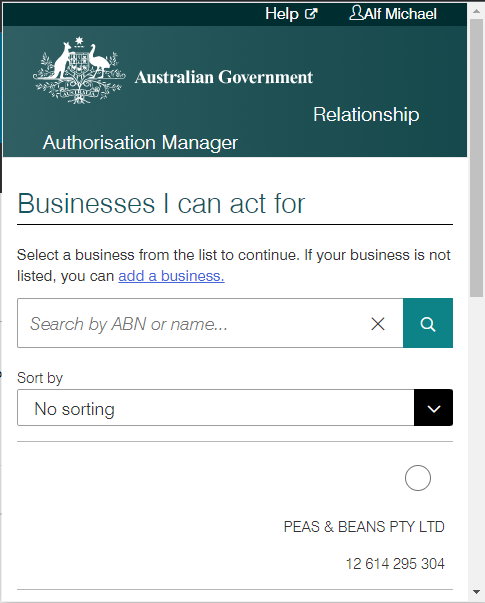 Help
Alf Michael
Australian Government
Relationship
Authorisation Manager
Businesses I can act for
Select a business from the list to continue. If your business is not
listed, you can add a business.
Search by ABN or name...
Sort by
No sorting
PEAS & BEANS PTY LTD
12 614 295 304